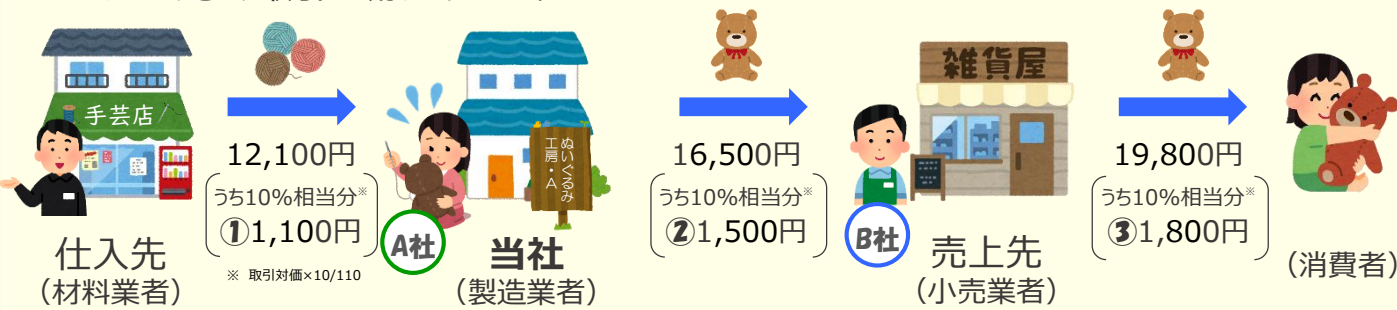 手芸店
12,100円
うち10%相当分※
①1,100円
※ 取引対価×10/110
仕入先
(材料業者)
ぬいぐるみ
工房・A
A社
当社
(製造業者)
16,500円
うち10%相当分※
②1,500円
雑貨屋
B社
売上先
(小売業者)
19,800円
うち10%相当分※
③1,800円
(消費者)